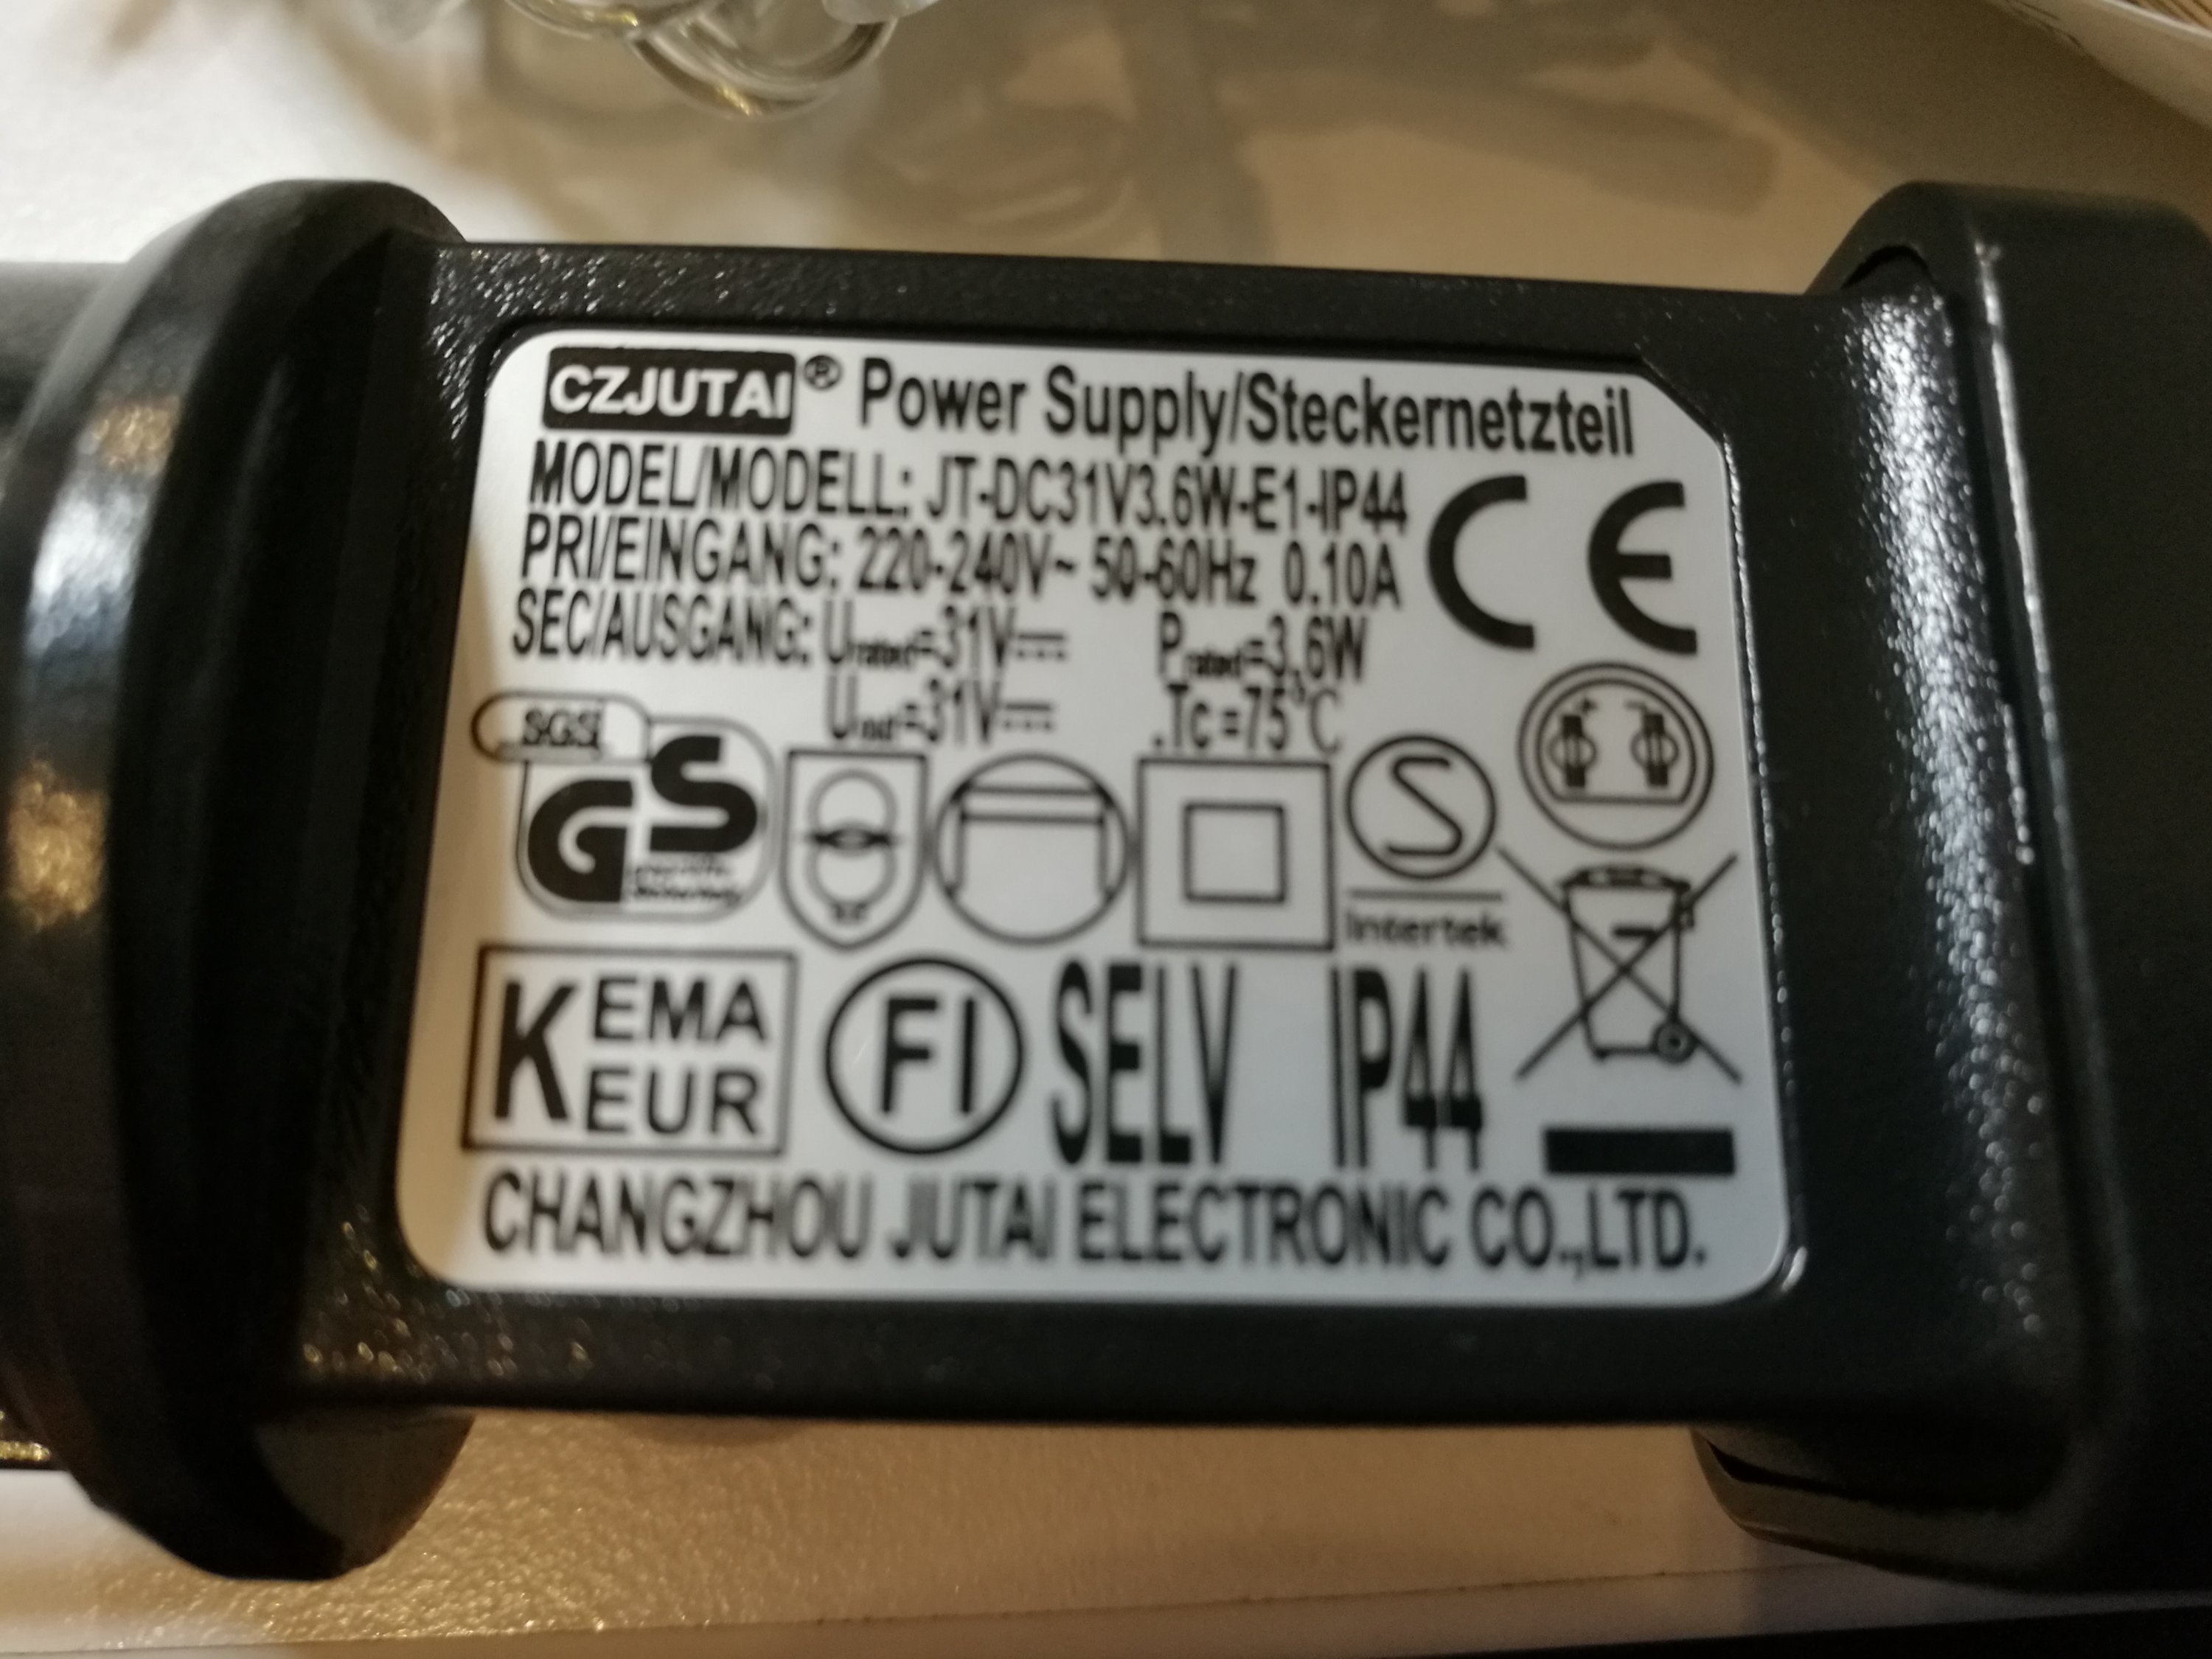 CZJUTAI® Power Supply/Steckernetzteil
MODEL/MODELL: JT-DC31V3.6W-E1-IP44
PRI/EINGANG: 220-240V~ 50-60Hz 0.10A
SEC/AUSGANG: Urated=31V⎓ Prated=3.6W
Uout=31V⎓ .Tc=75°C
CE
SGS
GS
S
Intertek
KEMA
KEUR
FI
SELV IP44
CHANGZHOU JUTAI ELECTRONIC CO.,LTD.